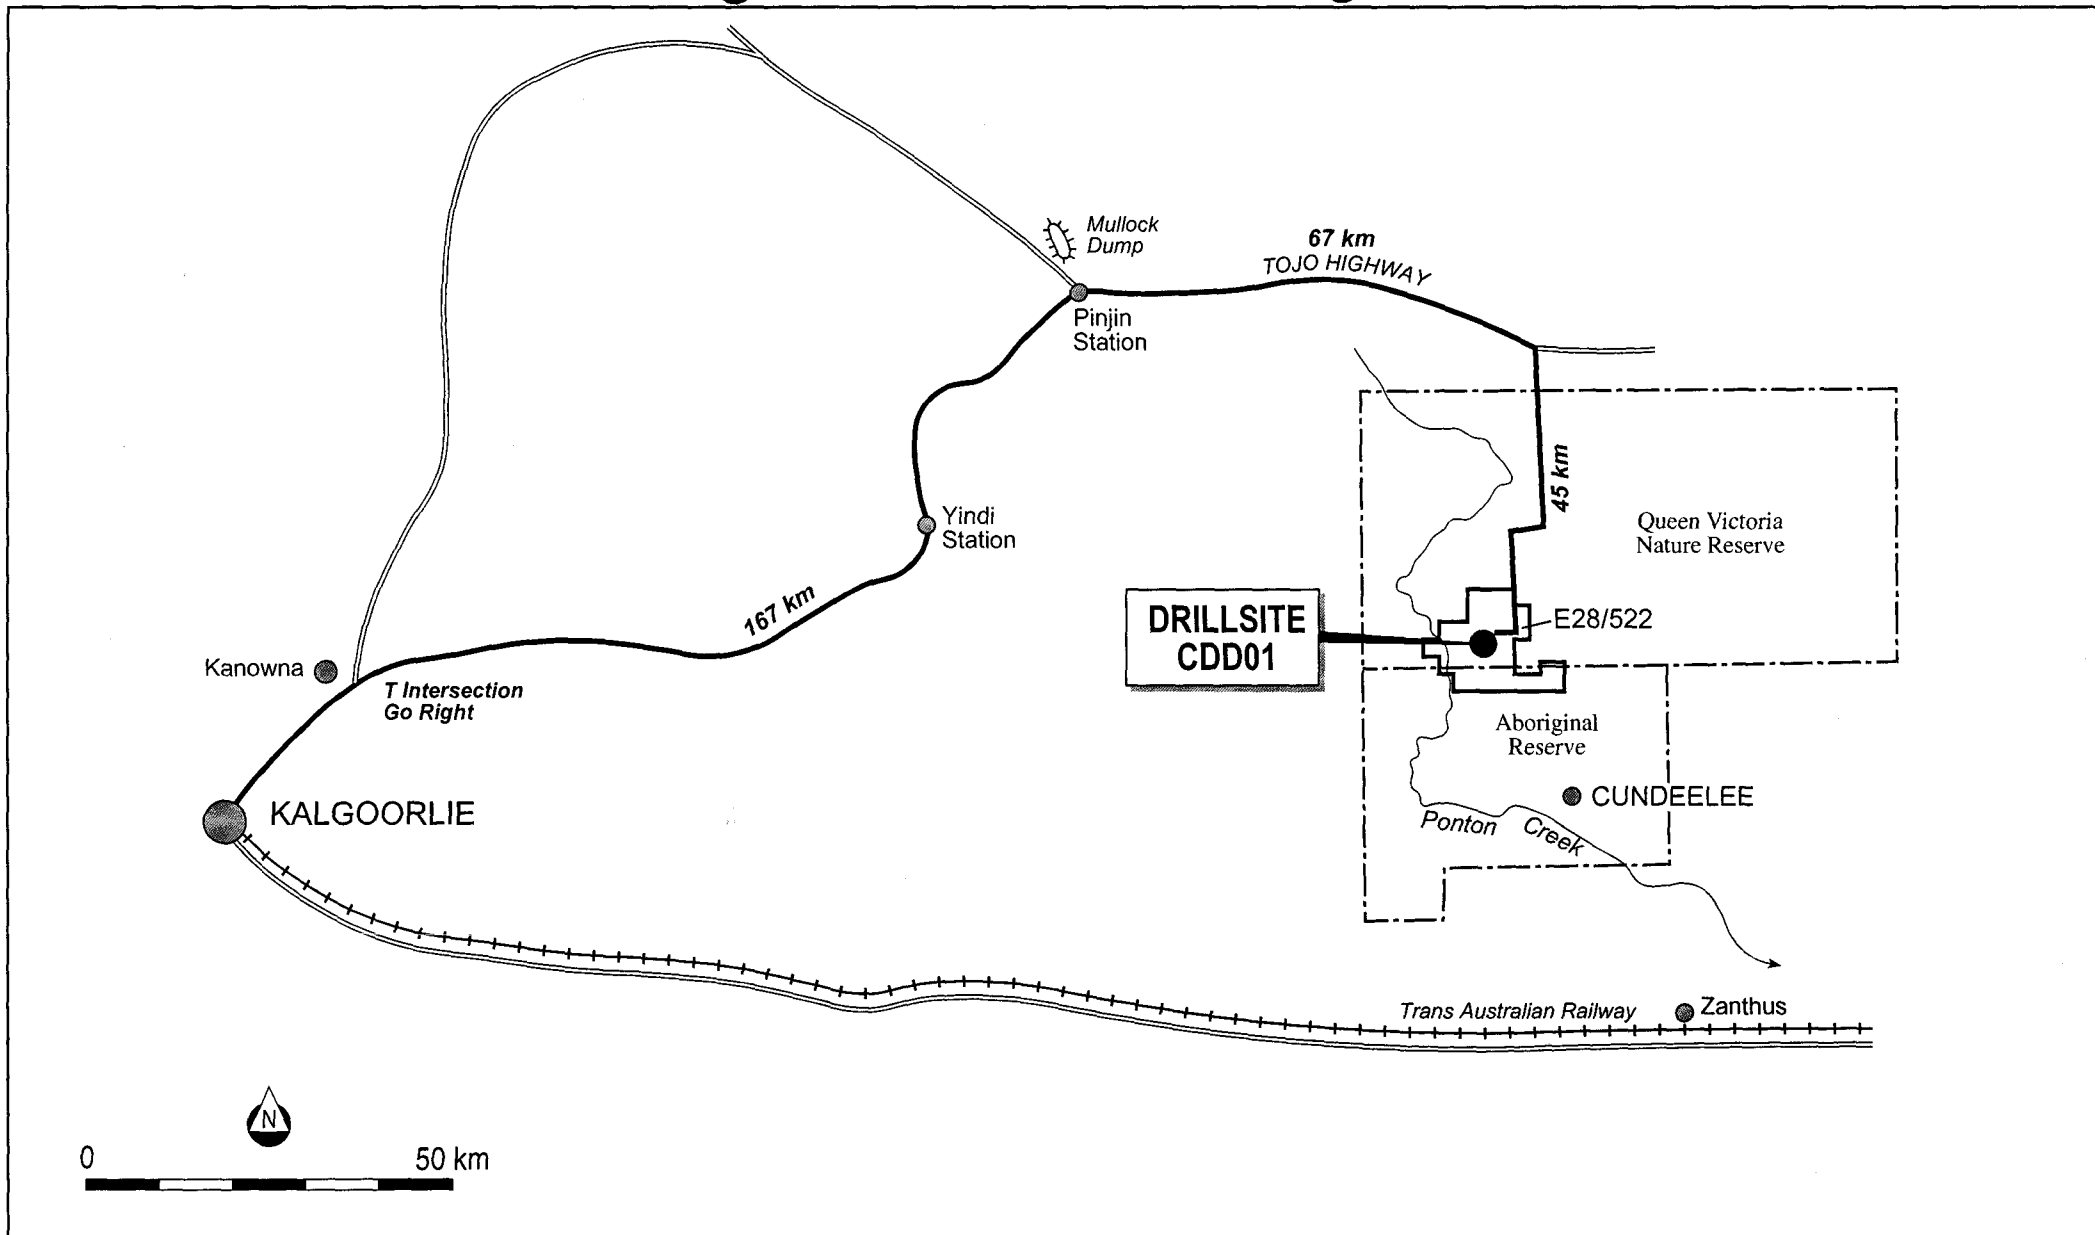 Mullock
Dump
67 km
TOJO HIGHWAY
Pinjin
Station
45 km
Yindi
Station
Queen Victoria
Nature Reserve
167 km
DRILLSITE
CDD01
E28/522
Kanowna
T Intersection
Go Right
Aboriginal
Reserve
KALGOORLIE
CUNDEELEE
Ponton Creek
Trans Australian Railway
Zanthus
N
0
50 km